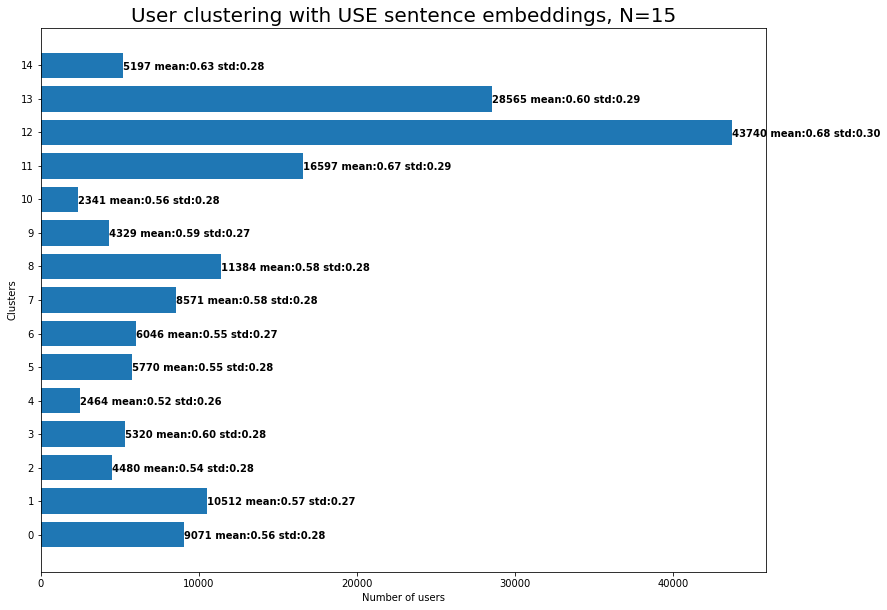 User clustering with USE sentence embeddings, N=15
14
5197 mean:0.63 std:0.28
13
28565 mean:0.60 std:0.29
12
43740 mean:0.68 std:0.30
11
16597 mean:0.67 std:0.29
10
2341 mean:0.56 std:0.28
9
4329 mean:0.59 std:0.27
8
11384 mean:0.58 std:0.28
7
8571 mean:0.58 std:0.28
6
6046 mean:0.55 std:0.27
5
5770 mean:0.55 std:0.28
4
2464 mean:0.52 std:0.26
3
5320 mean:0.60 std:0.28
2
4480 mean:0.54 std:0.28
1
10512 mean:0.57 std:0.27
0
9071 mean:0.56 std:0.28
Clusters
0 10000 20000 30000 40000
Number of users